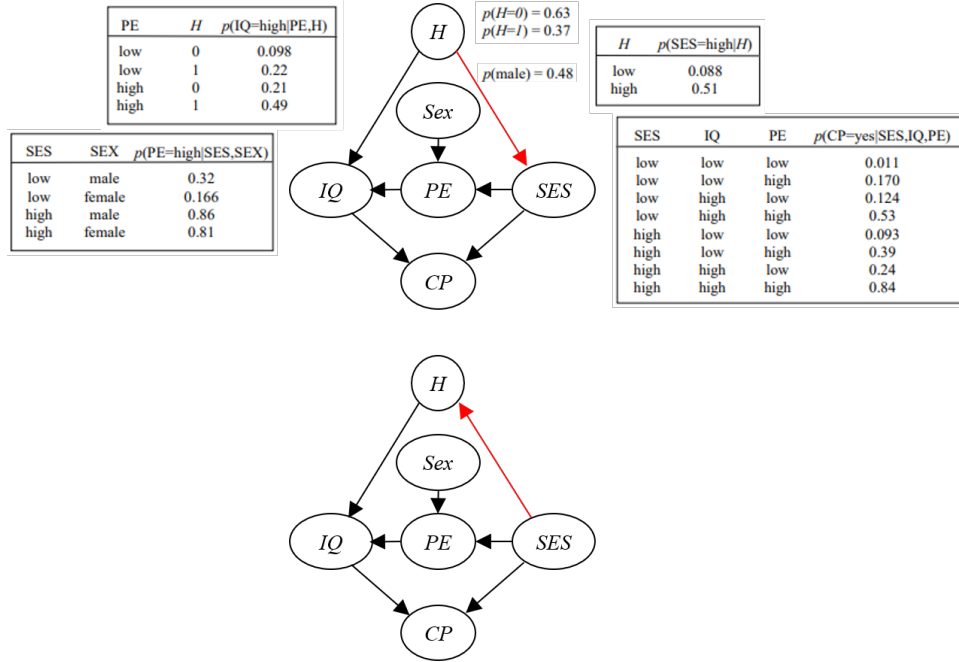 PE H p(IQ=high|PE,H)
low 0 0.098
low 1 0.22
high 0 0.21
high 1 0.49
H
p(H=0) = 0.63
p(H=1) = 0.37
p(male) = 0.48
H p(SES=high|H)
low 0.088
high 0.51
Sex
SES SEX p(PE=high|SES,SEX)
low male 0.32
low female 0.166
high male 0.86
high female 0.81
IQ PE SES
CP
SES IQ PE p(CP=yes|SES,IQ,PE)
low low low 0.011
low low high 0.170
low high low 0.124
low high high 0.53
high low low 0.093
high low high 0.39
high high low 0.24
high high high 0.84
H
Sex
IQ PE SES
CP